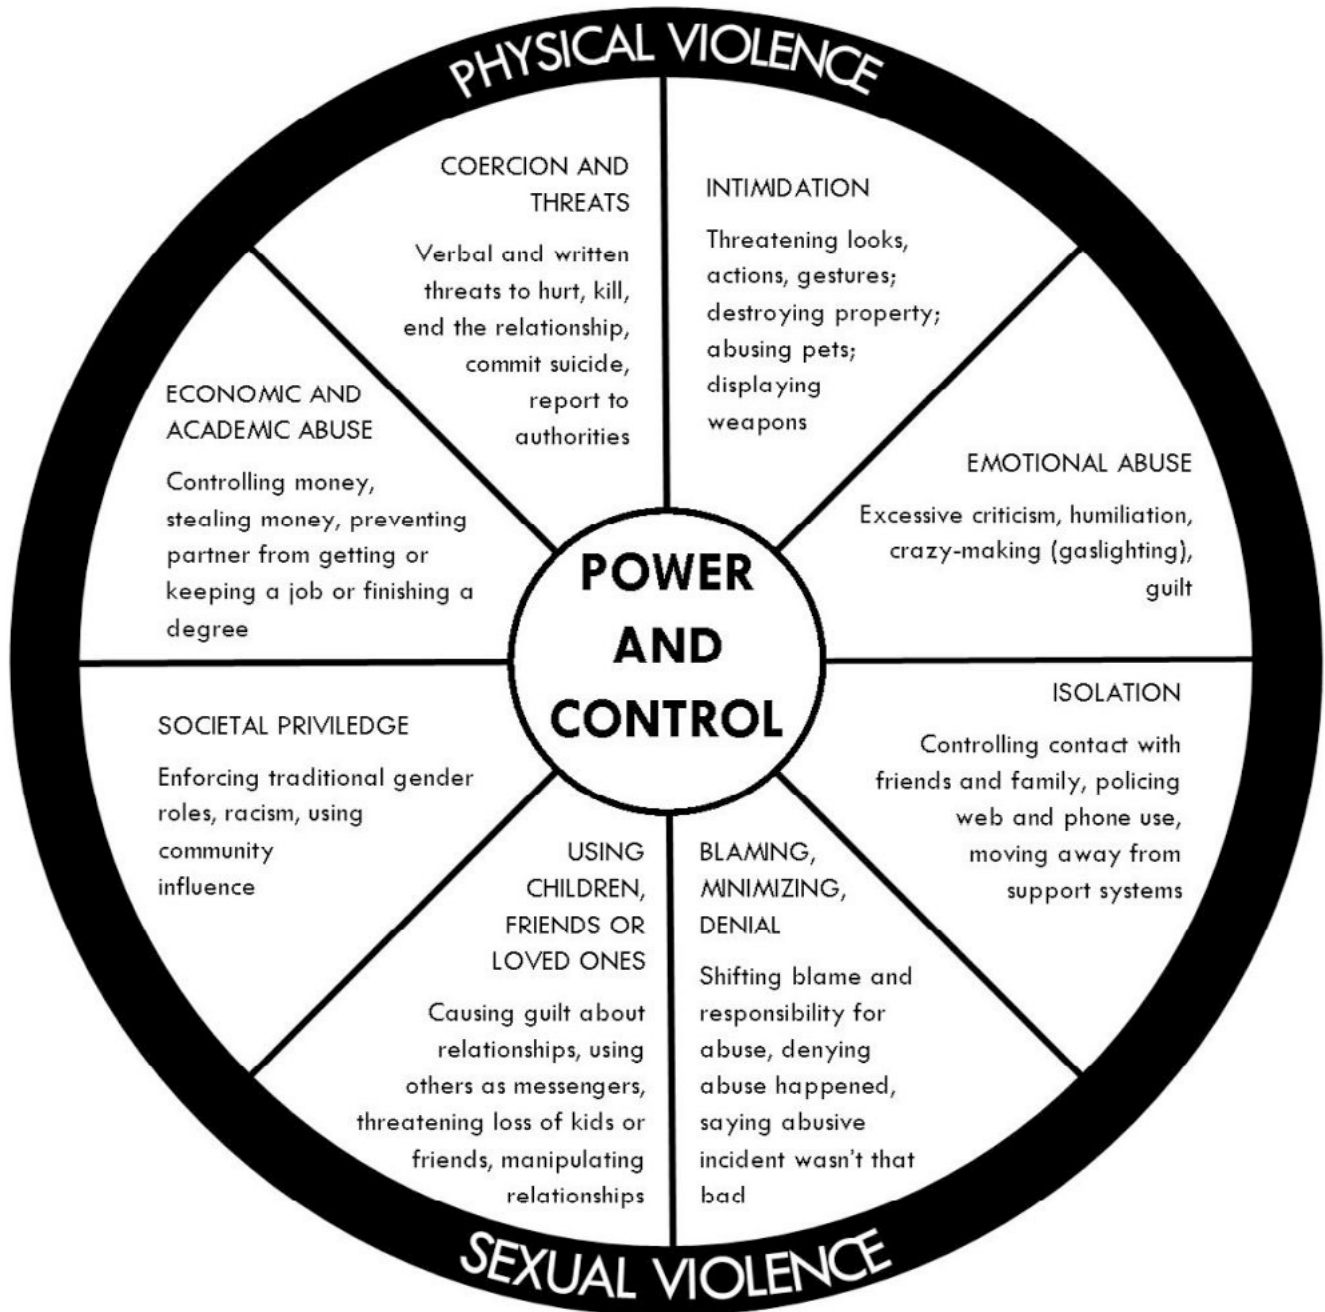 PHYSICAL VIOLENCE
COERCION AND
THREATS
Verbal and written
threats to hurt, kill,
end the relationship,
commit suicide,
report to
authorities
INTIMIDATION
Threatening looks,
actions, gestures;
destroying property;
abusing pets;
displaying
weapons
EMOTIONAL ABUSE
Excessive criticism, humiliation,
crazy-making (gaslighting),
guilt
ISOLATION
Controlling contact with
friends and family, policing
web and phone use,
moving away from
support systems
BLAMING,
MINIMIZING,
DENIAL
Shifting blame and
responsibility for
abuse, denying
abuse happened,
saying abusive
incident wasn't that
bad
USING
CHILDREN,
FRIENDS OR
LOVED ONES
Causing guilt about
relationships, using
others as messengers,
threatening loss of kids or
friends, manipulating
relationships
SOCIETAL PRIVILEDGE
Enforcing traditional gender
roles, racism, using
community
influence
ECONOMIC AND
ACADEMIC ABUSE
Controlling money,
stealing money, preventing
partner from getting or
keeping a job or finishing a
degree
POWER
AND
CONTROL
SEXUAL VIOLENCE